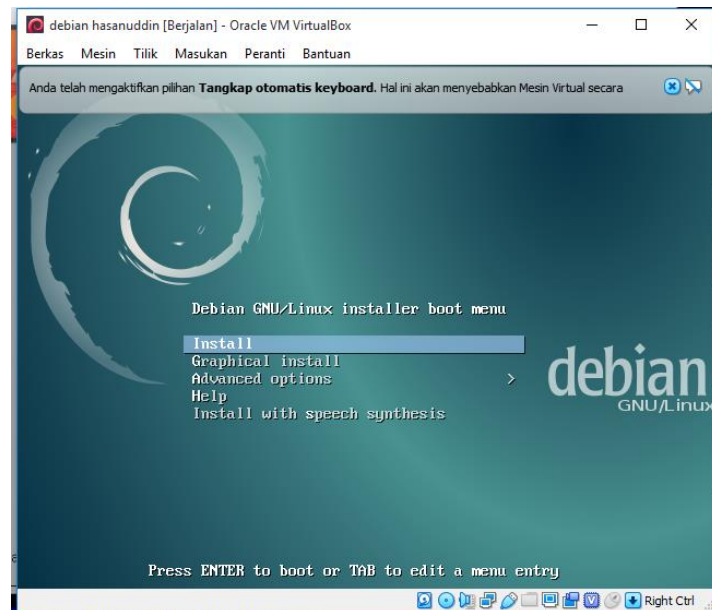 debian hasanuddin [Berjalan] - Oracle VM VirtualBox
Berkas Mesin Tilik Masukan Peranti Bantuan
Anda telah mengaktifkan pilihan Tangkap otomatis keyboard. Hal ini akan menyebabkan Mesin Virtual secara
Debian GNU/Linux installer boot menu
Install
Graphical install
Advanced options >
Help
Install with speech synthesis
debian
GNU/Linux
Press ENTER to boot or TAB to edit a menu entry
Right Ctrl